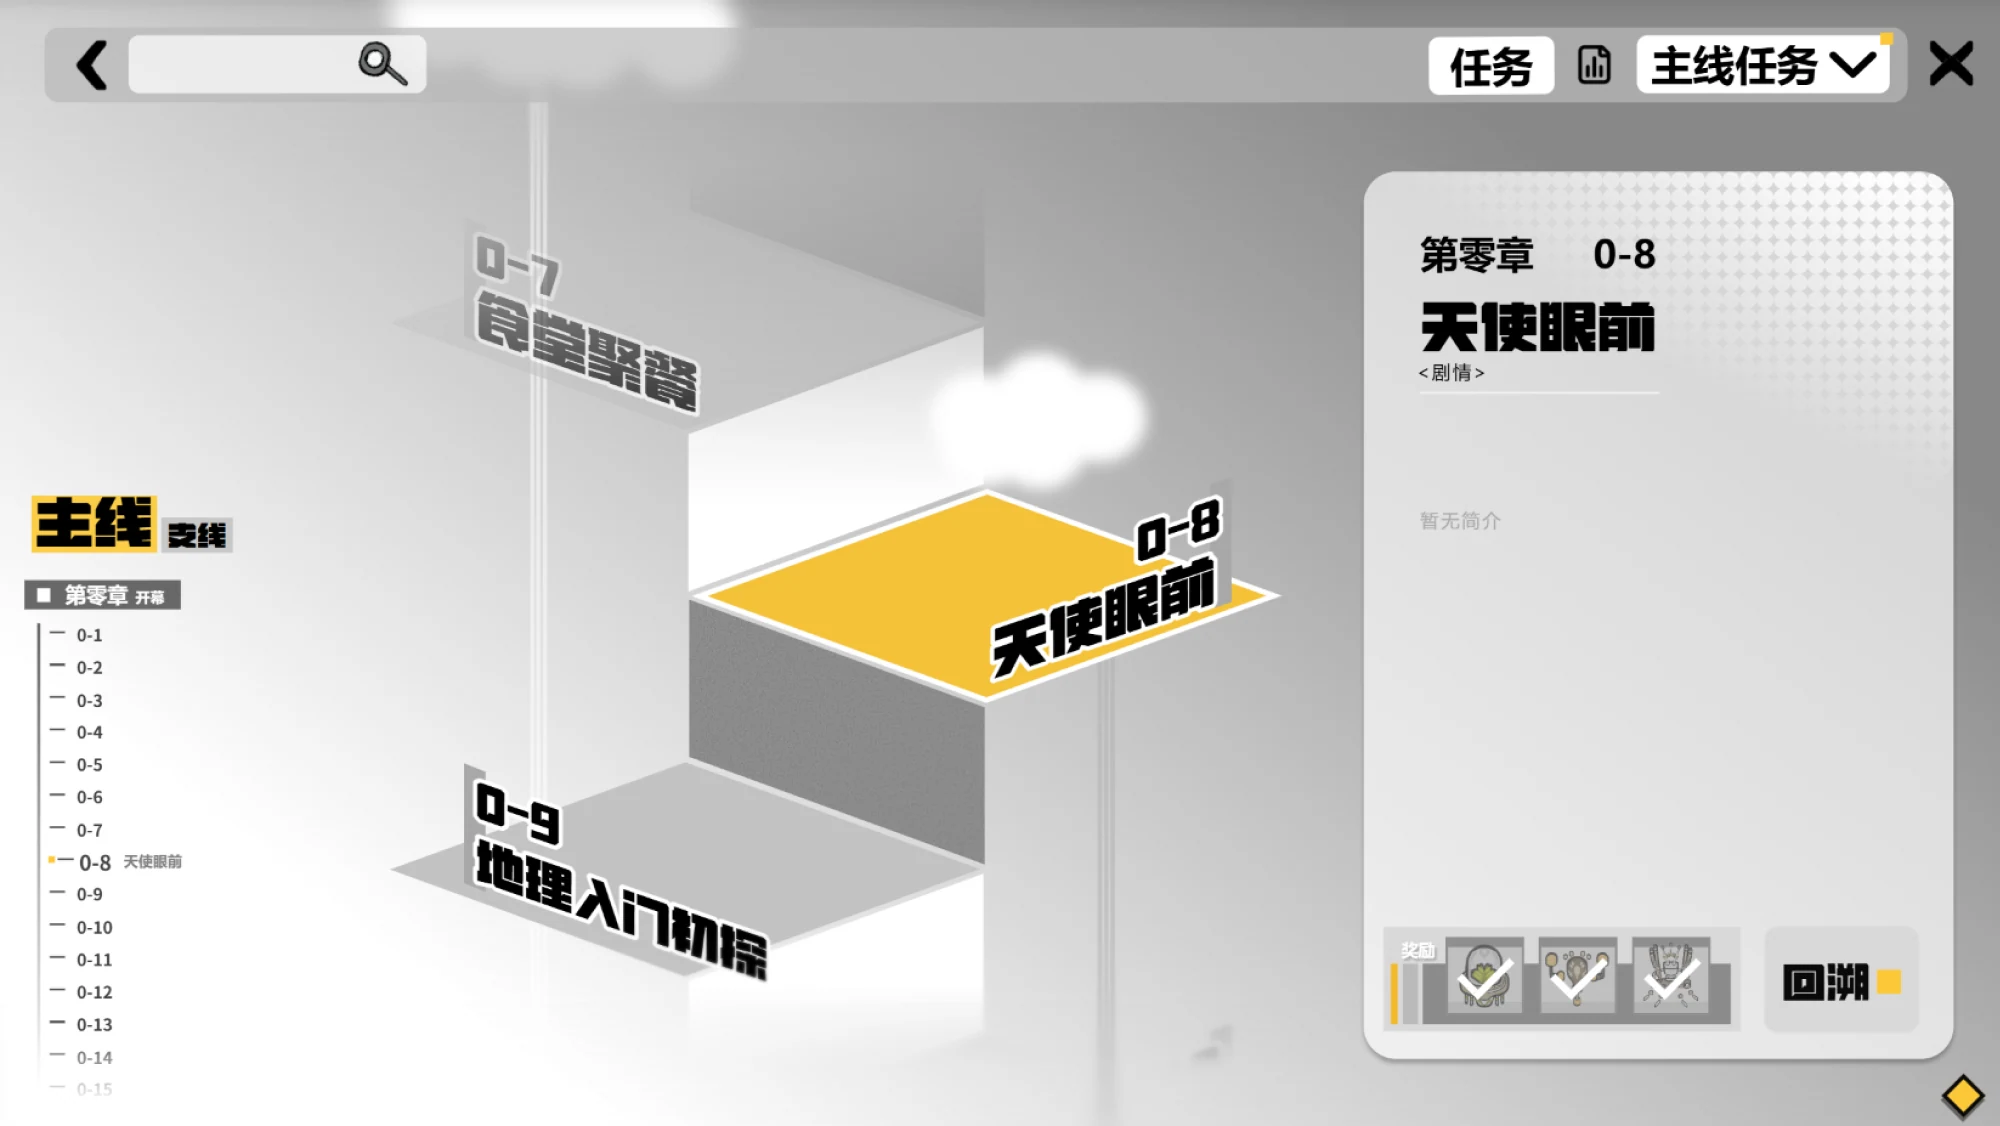 任务
主线任务
0-7
食堂聚餐
0-8
天使眼前
0-9
地理入门初探
主线 支线
第零章 开幕
0-1
0-2
0-3
0-4
0-5
0-6
0-7
0-8 天使眼前
0-9
0-10
0-11
0-12
0-13
0-14
0-15
第零章 0-8
天使眼前
<剧情>
暂无简介
奖励
回溯